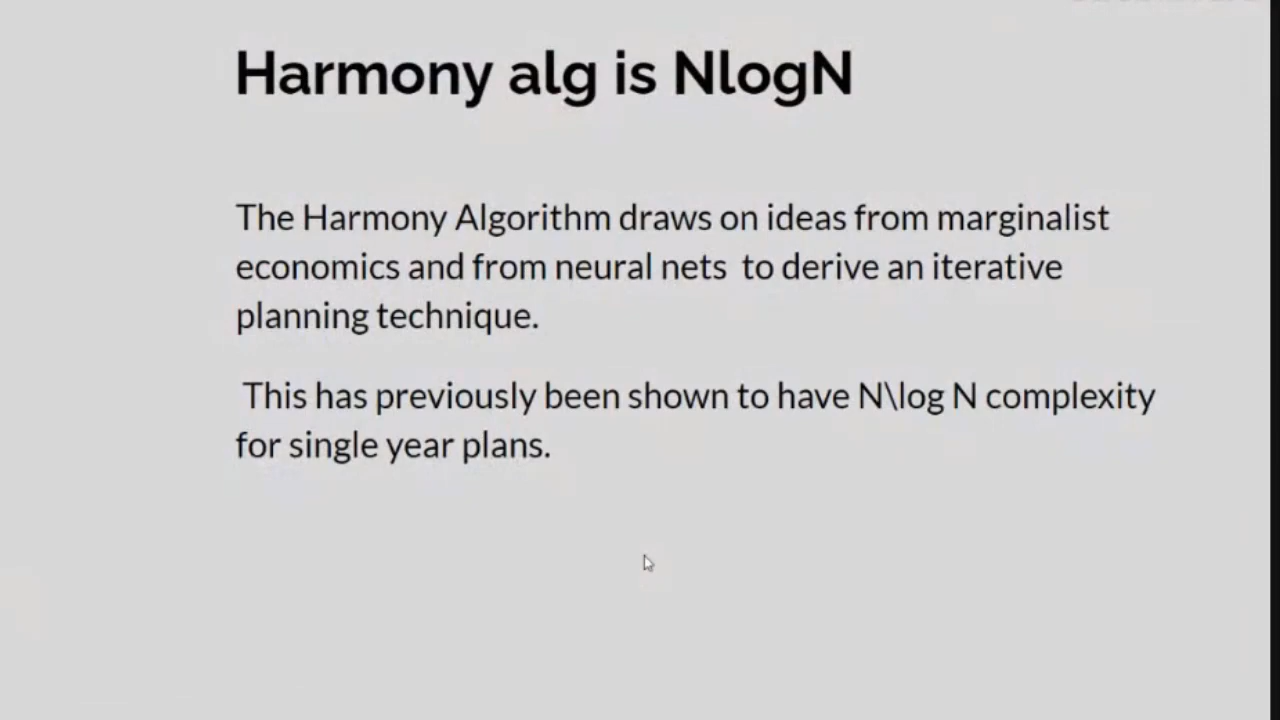 Harmony alg is NlogN
The Harmony Algorithm draws on ideas from marginalist
economics and from neural nets  to derive an iterative
planning technique.
This has previously been shown to have N\log N complexity
for single year plans.